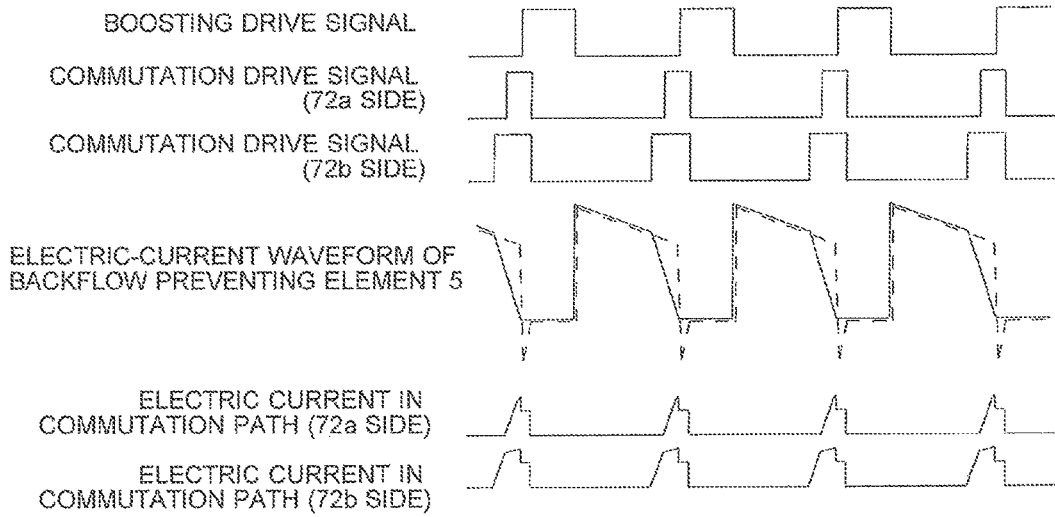 BOOSTING DRIVE SIGNAL
COMMUTATION DRIVE SIGNAL
(72a SIDE)
COMMUTATION DRIVE SIGNAL
(72b SIDE)
ELECTRIC-CURRENT WAVEFORM OF
BACKFLOW PREVENTING ELEMENT 5
ELECTRIC CURRENT IN
COMMUTATION PATH (72a SIDE)
ELECTRIC CURRENT IN
COMMUTATION PATH (72b SIDE)